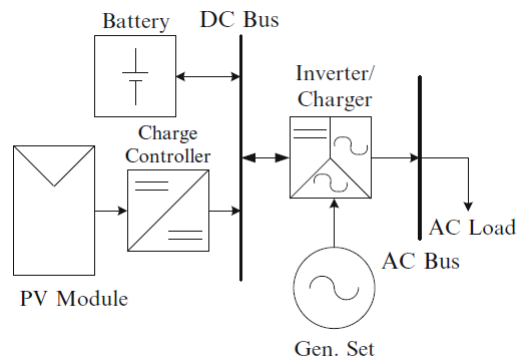 Battery
DC Bus
Inverter/
Charger
Charge
Controller
AC Load
AC Bus
PV Module
Gen. Set